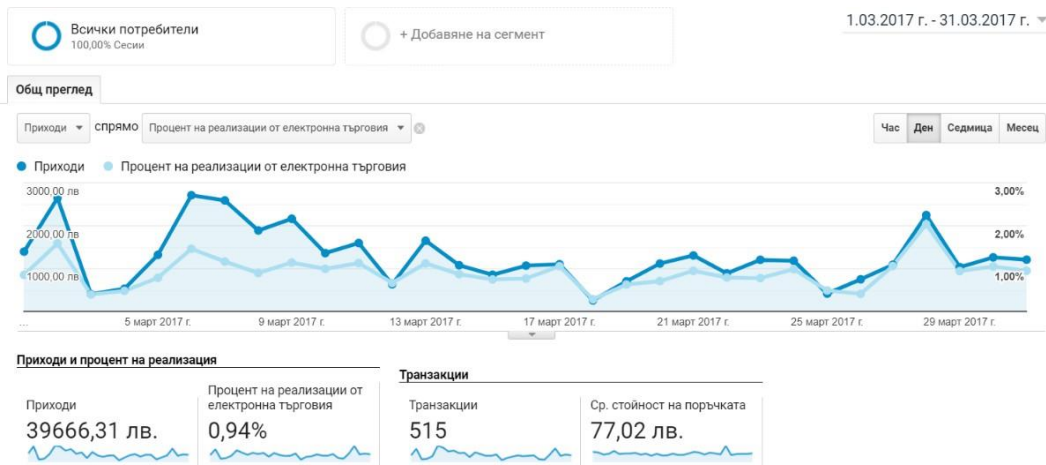 Всички потребители
100,00% Сесии
+ Добавяне на сегмент
1.03.2017 г. - 31.03.2017 г.
Общ преглед
Приходи спрямо Процент на реализации от електронна търговия
Час Ден Седмица Месец
Приходи Процент на реализации от електронна търговия
3000,00 лв 3,00%
2000,00 лв 2,00%
1000,00 лв 1,00%
... 5 март 2017 г. 9 март 2017 г. 13 март 2017 г. 17 март 2017 г. 21 март 2017 г. 25 март 2017 г. 29 март 2017 г.
Приходи и процент на реализация
Приходи
39666,31 лв.
Процент на реализации от
електронна търговия
0,94%
Транзакции
Транзакции
515
Ср. стойност на поръчката
77,02 лв.